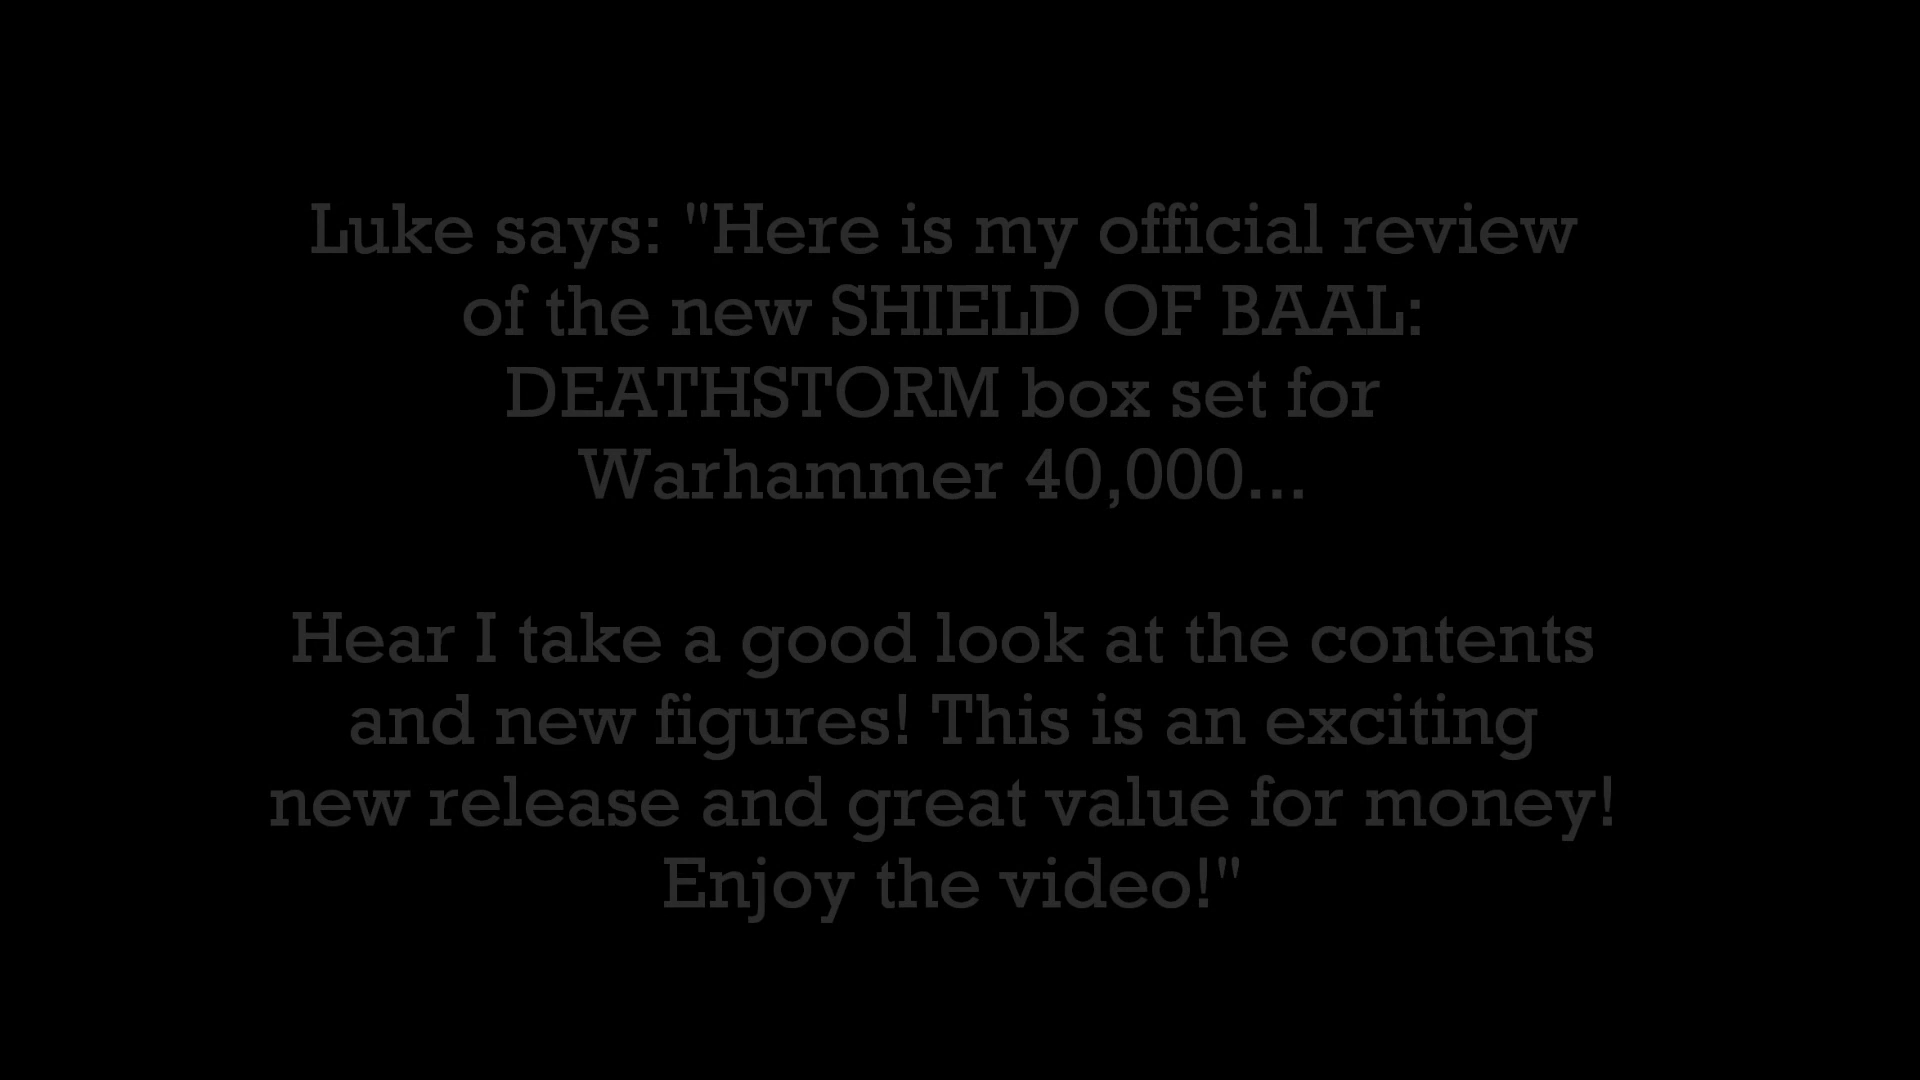 Luke says: "Here is my official review
of the new SHIELD OF BAAL:
DEATHSTORM box set for
Warhammer 40,000...
Hear I take a good look at the contents
and new figures! This is an exciting
new release and great value for money!
Enjoy the video!"